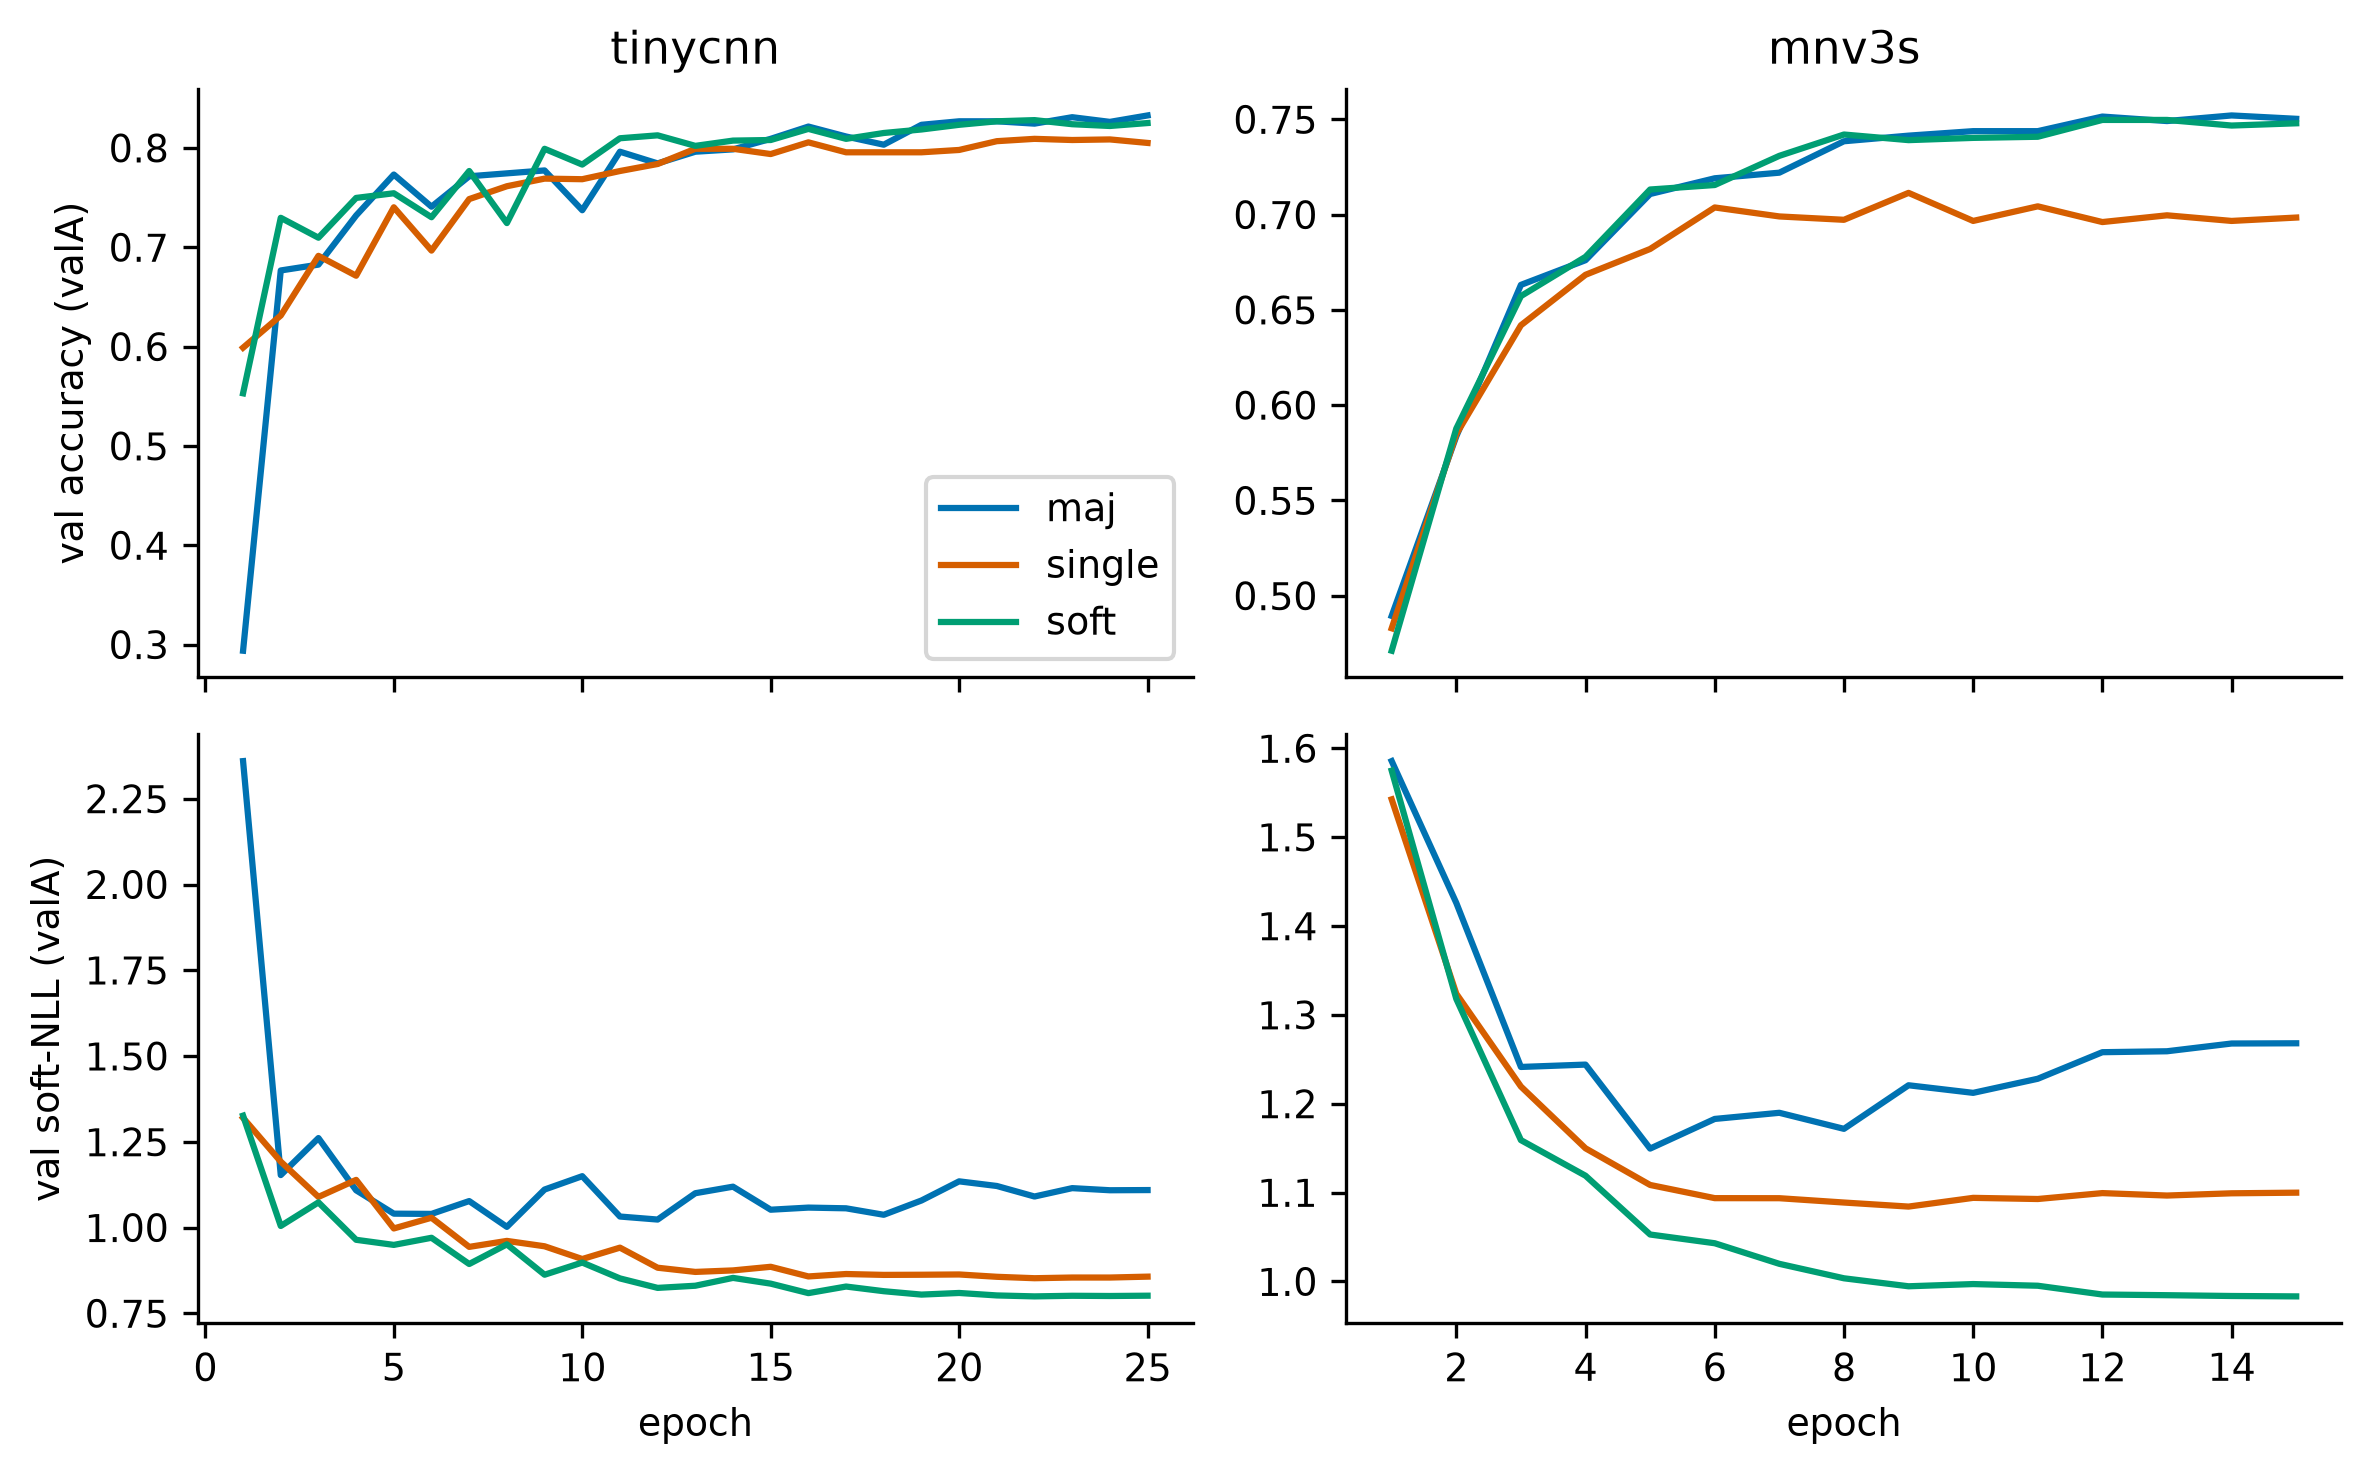 tinycnn
mnv3s
val accuracy (valA)
0.8
0.7
0.6
0.5
0.4
0.3
maj
single
soft
0.75
0.70
0.65
0.60
0.55
0.50
val soft-NLL (valA)
2.25
2.00
1.75
1.50
1.25
1.00
0.75
0 5 10 15 20 25
epoch
1.6
1.5
1.4
1.3
1.2
1.1
1.0
2 4 6 8 10 12 14
epoch